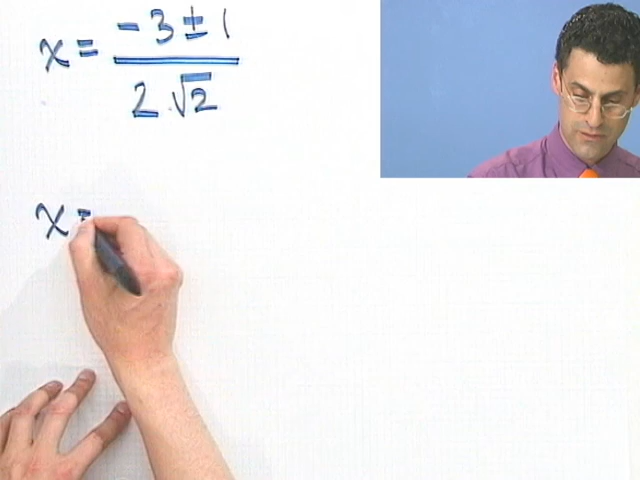 x = -3 ± 1 / 2 · √2
x =